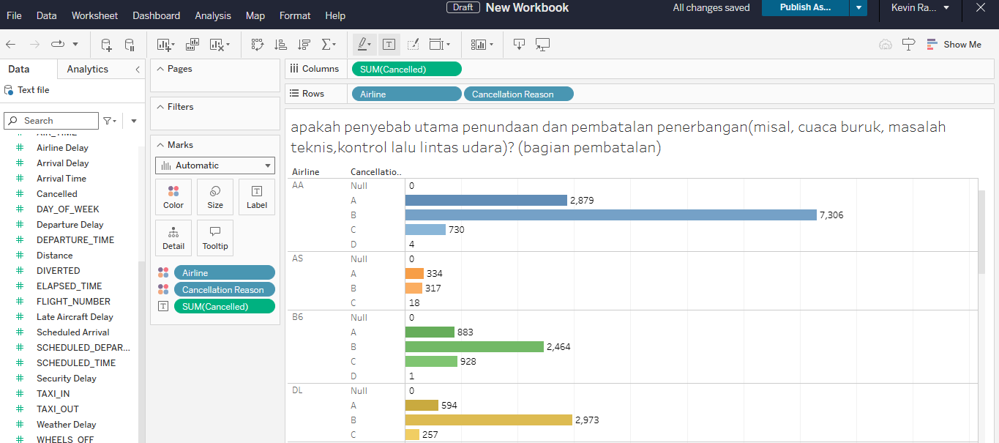 File Data Worksheet Dashboard Analysis Map Format Help
Draft New Workbook
All changes saved
Publish As...
Kevin Ra...
Show Me
Data Analytics
Text file
Search
AIR_TIME
Airline Delay
Arrival Delay
Arrival Time
Cancelled
DAY_OF_WEEK
Departure Delay
DEPARTURE_TIME
Distance
DIVERTED
ELAPSED_TIME
FLIGHT_NUMBER
Late Aircraft Delay
Scheduled Arrival
SCHEDULED_DEPAR...
SCHEDULED_TIME
Security Delay
TAXI_IN
TAXI_OUT
Weather Delay
WHEELS_OFF
Pages
Filters
Marks
Automatic
Color Size Label
Detail Tooltip
Airline
Cancellation Reason
SUM(Cancelled)
Columns SUM(Cancelled)
Rows Airline Cancellation Reason
apakah penyebab utama penundaan dan pembatalan penerbangan(misal, cuaca buruk, masalah
teknis,kontrol lalu lintas udara)? (bagian pembatalan)
Airline Cancellatio..
AA Null 0
A 2,879
B 7,306
C 730
D 4
AS Null 0
A 334
B 317
C 18
B6 Null 0
A 883
B 2,464
C 928
D 1
DL Null 0
A 594
B 2,973
C 257